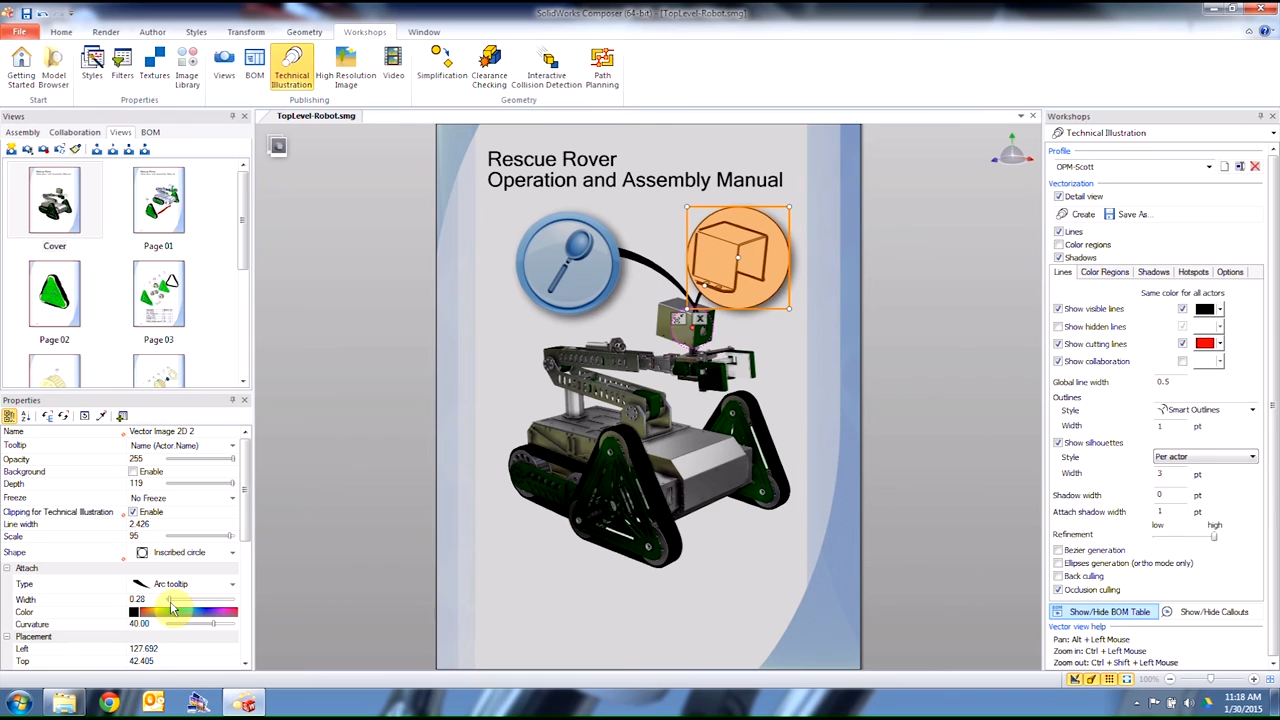 SolidWorks Composer (64-bit) - [TopLevel-Robot.smg]
File Home Render Author Styles Transform Geometry Workshops Window
Getting Started
Model Browser
Styles
Filters
Textures
Image Library
Views
BOM
Technical Illustration
High Resolution Image
Video
Simplification
Clearance Checking
Interactive Collision Detection
Path Planning
Start
Properties
Publishing
Geometry
Views
TopLevel-Robot.smg
Workshops
Assembly Collaboration Views BOM
Technical Illustration
Cover
Page 01
Page 02
Page 03
Rescue Rover
Operation and Assembly Manual
Properties
Name Vector Image 2D 2
Tooltip Name (Actor.Name)
Opacity 255
Background Enable
Depth 119
Freeze No Freeze
Clipping for Technical Illustration Enable
Line width 2.426
Scale 95
Shape Inscribed circle
Attach
Type Arc tooltip
Width 0.28
Color
Curvature 40.00
Placement
Left 127.692
Top 42.405
Profile
OPM-Scott
Vectorization
Detail view
Create Save As...
Lines
Color regions
Shadows
Lines Color Regions Shadows Hotspots Options
Same color for all actors
Show visible lines
Show hidden lines
Show cutting lines
Show collaboration
Global line width 0.5
Outlines
Style Smart Outlines
Width 1 pt
Show silhouettes
Style Per actor
Width 3 pt
Shadow width 0 pt
Attach shadow width 1 pt
low high
Refinement
Bezier generation
Ellipses generation (ortho mode only)
Back culling
Occlusion culling
Show/Hide BOM Table Show/Hide Callouts
Vector view help
Pan: Alt + Left Mouse
Zoom in: Ctrl + Left Mouse
Zoom out: Ctrl + Shift + Left Mouse
100%
11:18 AM
1/30/2015